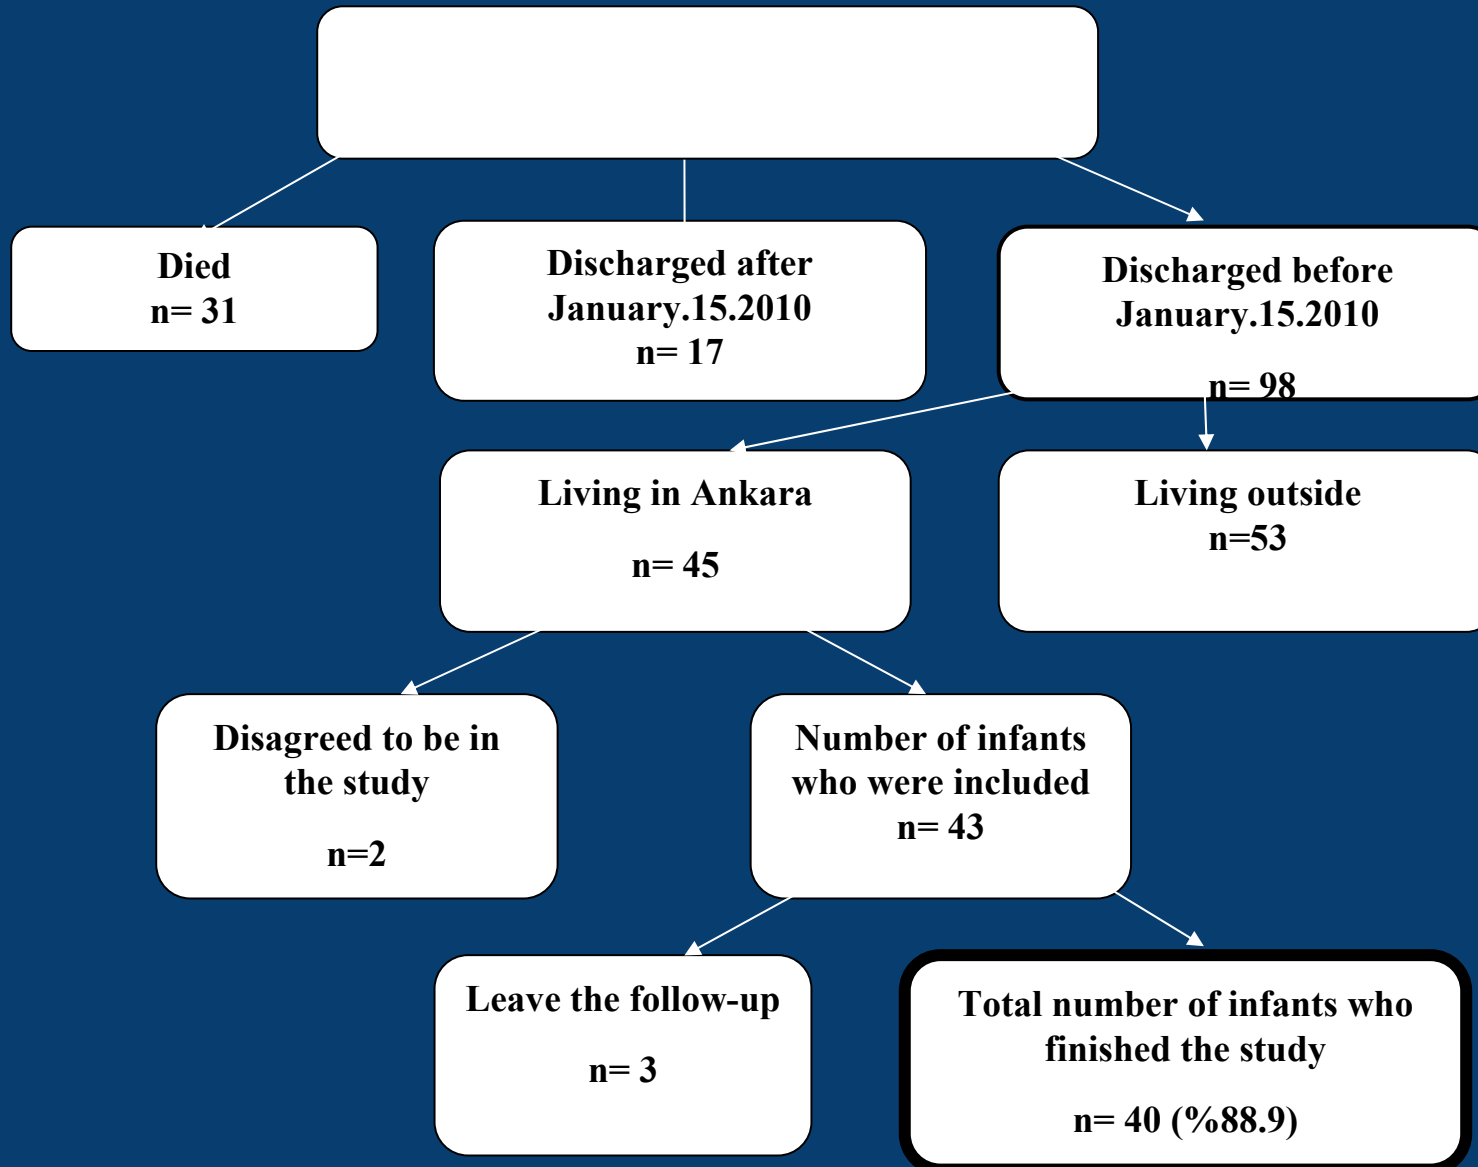 Died
n= 31
Discharged after
January.15.2010
n= 17
Discharged before
January.15.2010
n= 98
Living in Ankara
n= 45
Living outside
n=53
Disagreed to be in
the study
n=2
Number of infants
who were included
n= 43
Leave the follow-up
n= 3
Total number of infants who
finished the study
n= 40 (%88.9)